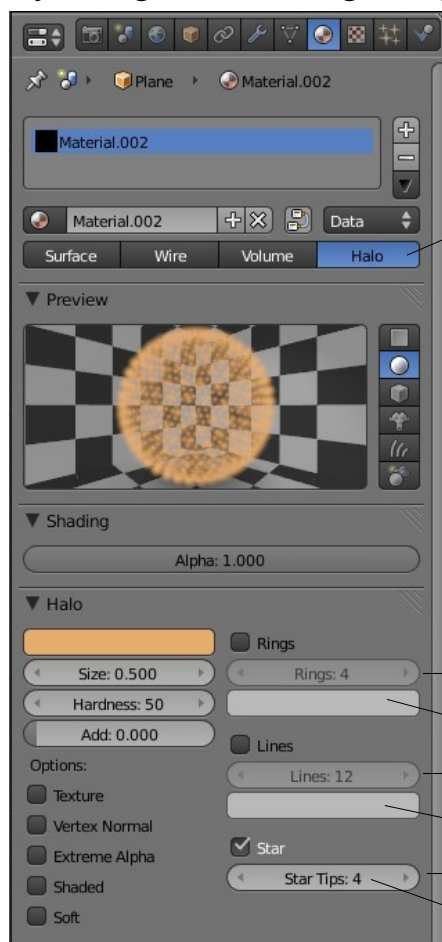 Plane Material.002
Material.002
Material.002 Data
Surface Wire Volume Halo
Preview
Shading
Alpha: 1.000
Halo
Rings
Size: 0.500 Rings: 4
Hardness: 50
Add: 0.000 Lines
Options: Lines: 12
Texture
Vertex Normal
Extreme Alpha Star
Shaded Star Tips: 4
Soft